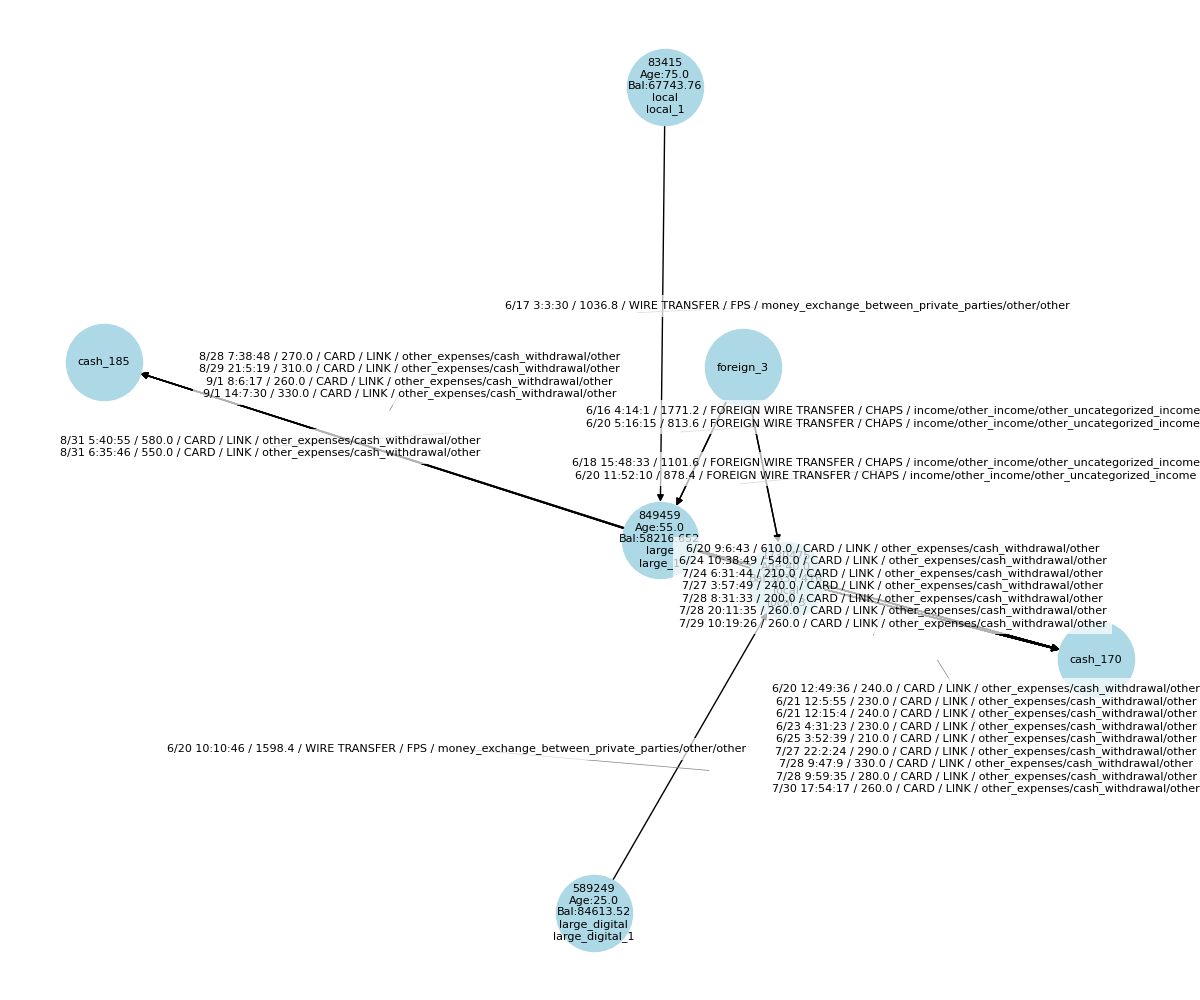 83415
Age:75.0
Bal:67743.76
local
local_1
6/17 3:3:30 / 1036.8 / WIRE TRANSFER / FPS / money_exchange_between_private_parties/other/other
cash_185
8/28 7:38:48 / 270.0 / CARD / LINK / other_expenses/cash_withdrawal/other
8/29 21:5:19 / 310.0 / CARD / LINK / other_expenses/cash_withdrawal/other
9/1 8:6:17 / 260.0 / CARD / LINK / other_expenses/cash_withdrawal/other
9/1 14:7:30 / 330.0 / CARD / LINK / other_expenses/cash_withdrawal/other
foreign_3
6/16 4:14:1 / 1771.2 / FOREIGN WIRE TRANSFER / CHAPS / income/other_income/other_uncategorized_income
6/20 5:16:15 / 813.6 / FOREIGN WIRE TRANSFER / CHAPS / income/other_income/other_uncategorized_income
8/31 5:40:55 / 580.0 / CARD / LINK / other_expenses/cash_withdrawal/other
8/31 6:35:46 / 550.0 / CARD / LINK / other_expenses/cash_withdrawal/other
6/18 15:48:33 / 1101.6 / FOREIGN WIRE TRANSFER / CHAPS / income/other_income/other_uncategorized_income
6/20 11:52:10 / 878.4 / FOREIGN WIRE TRANSFER / CHAPS / income/other_income/other_uncategorized_income
849459
Age:55.0
Bal:58216.652
large
large_1
6/20 9:6:43 / 610.0 / CARD / LINK / other_expenses/cash_withdrawal/other
6/24 10:38:49 / 540.0 / CARD / LINK / other_expenses/cash_withdrawal/other
7/24 6:31:44 / 210.0 / CARD / LINK / other_expenses/cash_withdrawal/other
7/27 3:57:49 / 240.0 / CARD / LINK / other_expenses/cash_withdrawal/other
7/28 8:31:33 / 200.0 / CARD / LINK / other_expenses/cash_withdrawal/other
7/28 20:11:35 / 260.0 / CARD / LINK / other_expenses/cash_withdrawal/other
7/29 10:19:26 / 260.0 / CARD / LINK / other_expenses/cash_withdrawal/other
cash_170
6/20 12:49:36 / 240.0 / CARD / LINK / other_expenses/cash_withdrawal/other
6/21 12:5:55 / 230.0 / CARD / LINK / other_expenses/cash_withdrawal/other
6/21 12:15:4 / 240.0 / CARD / LINK / other_expenses/cash_withdrawal/other
6/23 4:31:23 / 230.0 / CARD / LINK / other_expenses/cash_withdrawal/other
6/25 3:52:39 / 210.0 / CARD / LINK / other_expenses/cash_withdrawal/other
7/27 22:2:24 / 290.0 / CARD / LINK / other_expenses/cash_withdrawal/other
7/28 9:47:9 / 330.0 / CARD / LINK / other_expenses/cash_withdrawal/other
7/28 9:59:35 / 280.0 / CARD / LINK / other_expenses/cash_withdrawal/other
7/30 17:54:17 / 260.0 / CARD / LINK / other_expenses/cash_withdrawal/other
6/20 10:10:46 / 1598.4 / WIRE TRANSFER / FPS / money_exchange_between_private_parties/other/other
589249
Age:25.0
Bal:84613.52
large_digital
large_digital_1